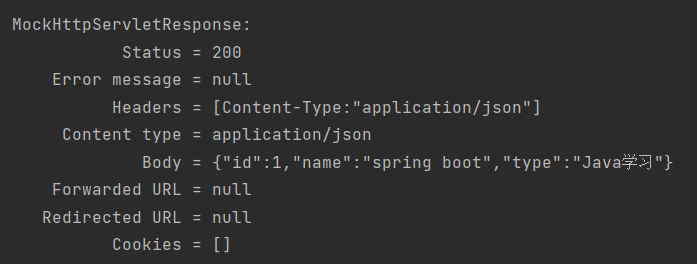 MockHttpServletResponse:
Status = 200
Error message = null
Headers = [Content-Type:"application/json"]
Content type = application/json
Body = {"id":1,"name":"spring boot","type":"Java学习"}
Forwarded URL = null
Redirected URL = null
Cookies = []